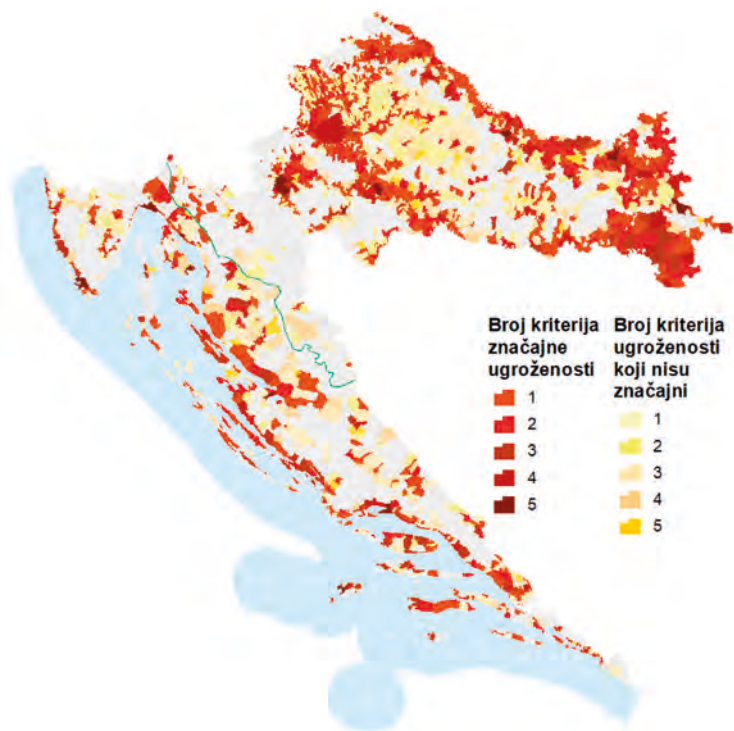 Broj kriterija
značajne
ugroženosti
1
2
3
4
5
Broj kriterija
ugroženosti
koji nisu
značajni
1
2
3
4
5